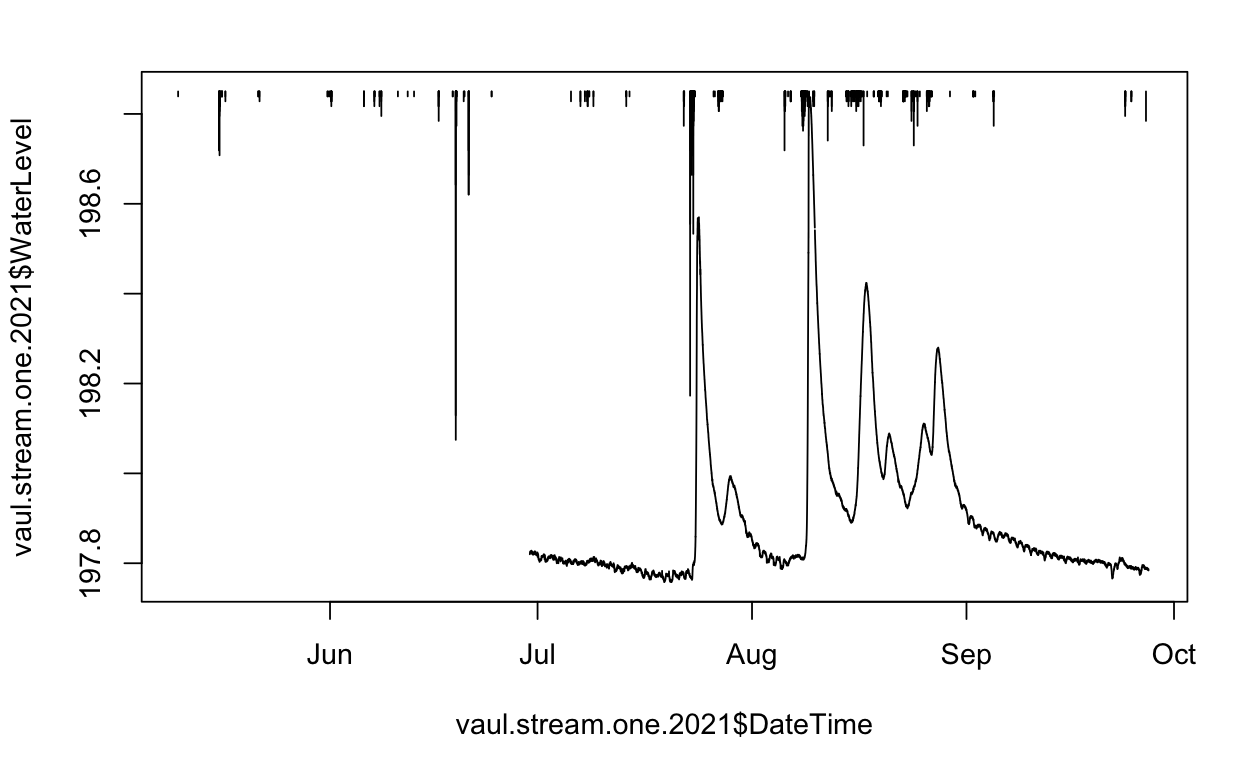 vaul.stream.one.2021$WaterLevel
198.6
198.2
197.8
Jun Jul Aug Sep Oct
vaul.stream.one.2021$DateTime